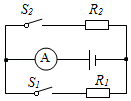 S₂ R₂
A
S₁ R₁